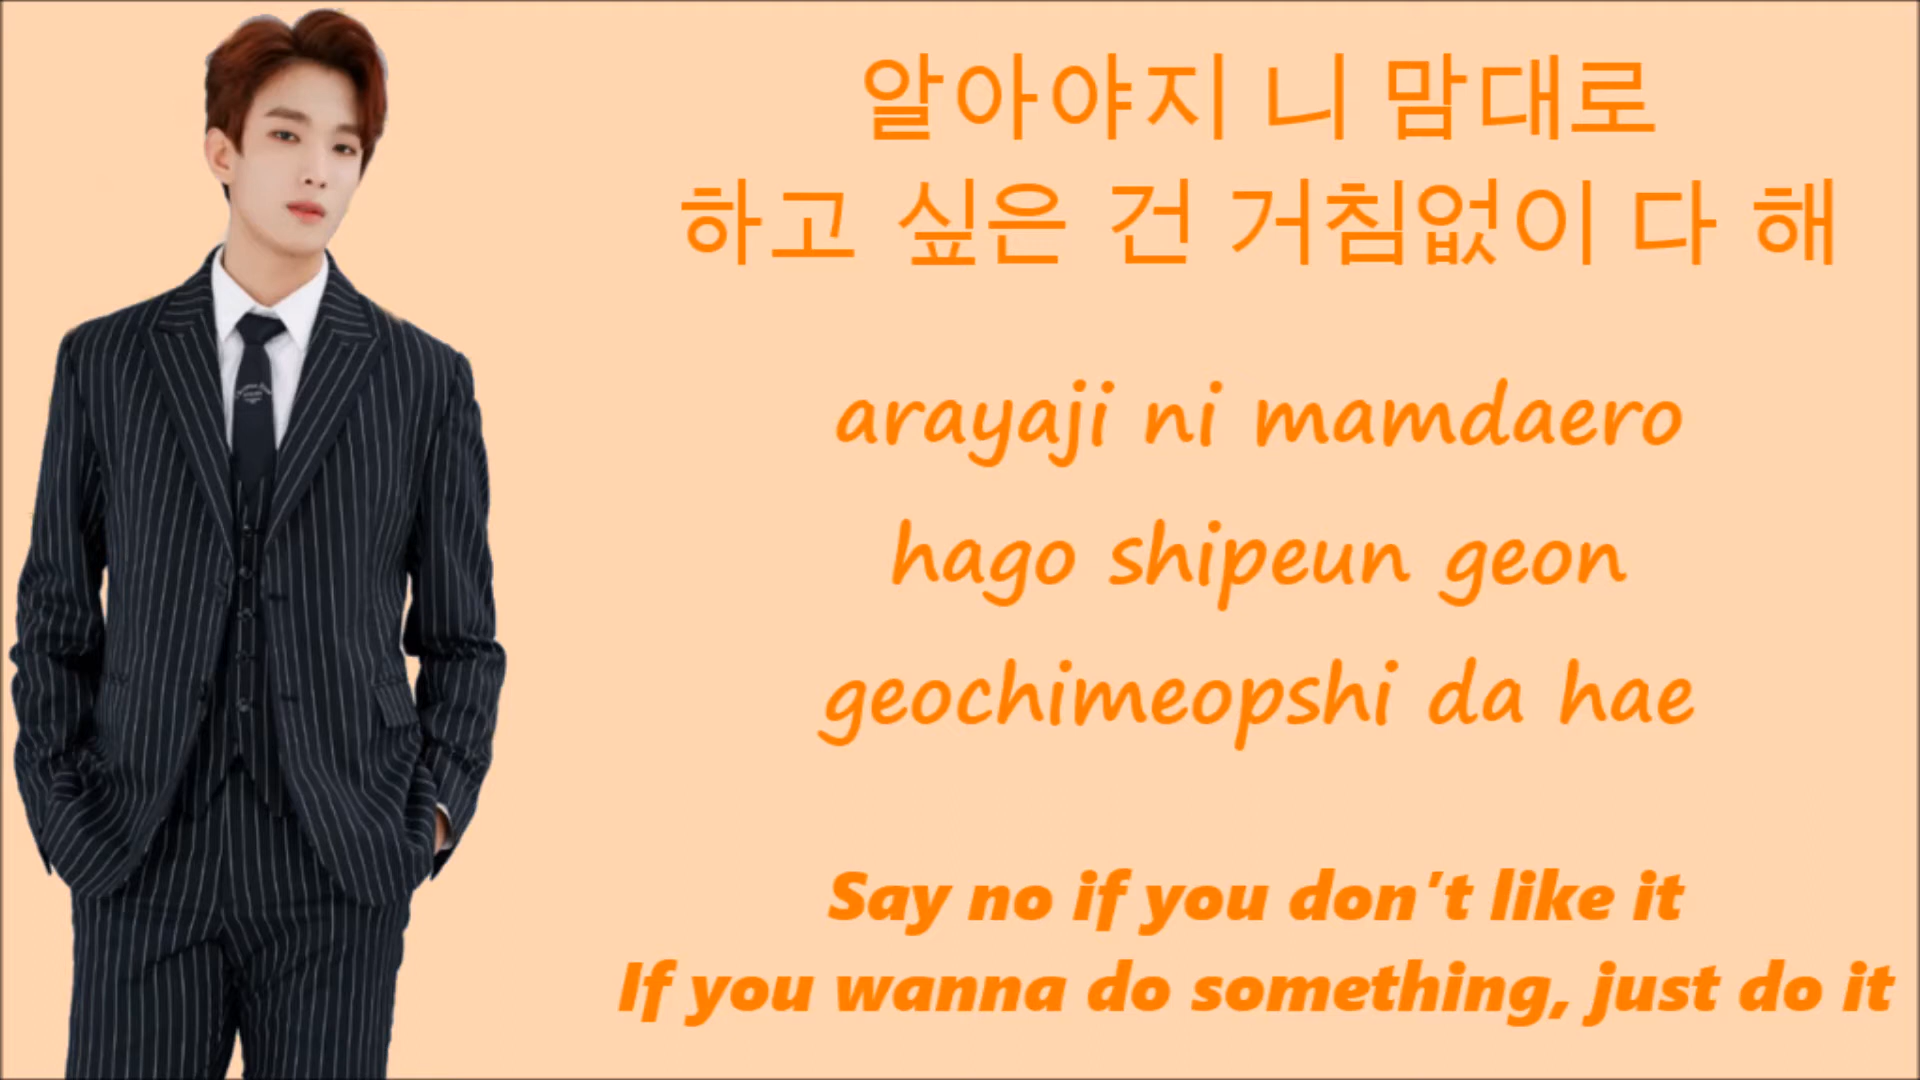 알아야지 니 맘대로
하고 싶은 건 거침없이 다 해
arayaji ni mamdaero
hago shipeun geon
geochimeopshi da hae
Say no if you don't like it
If you wanna do something, just do it